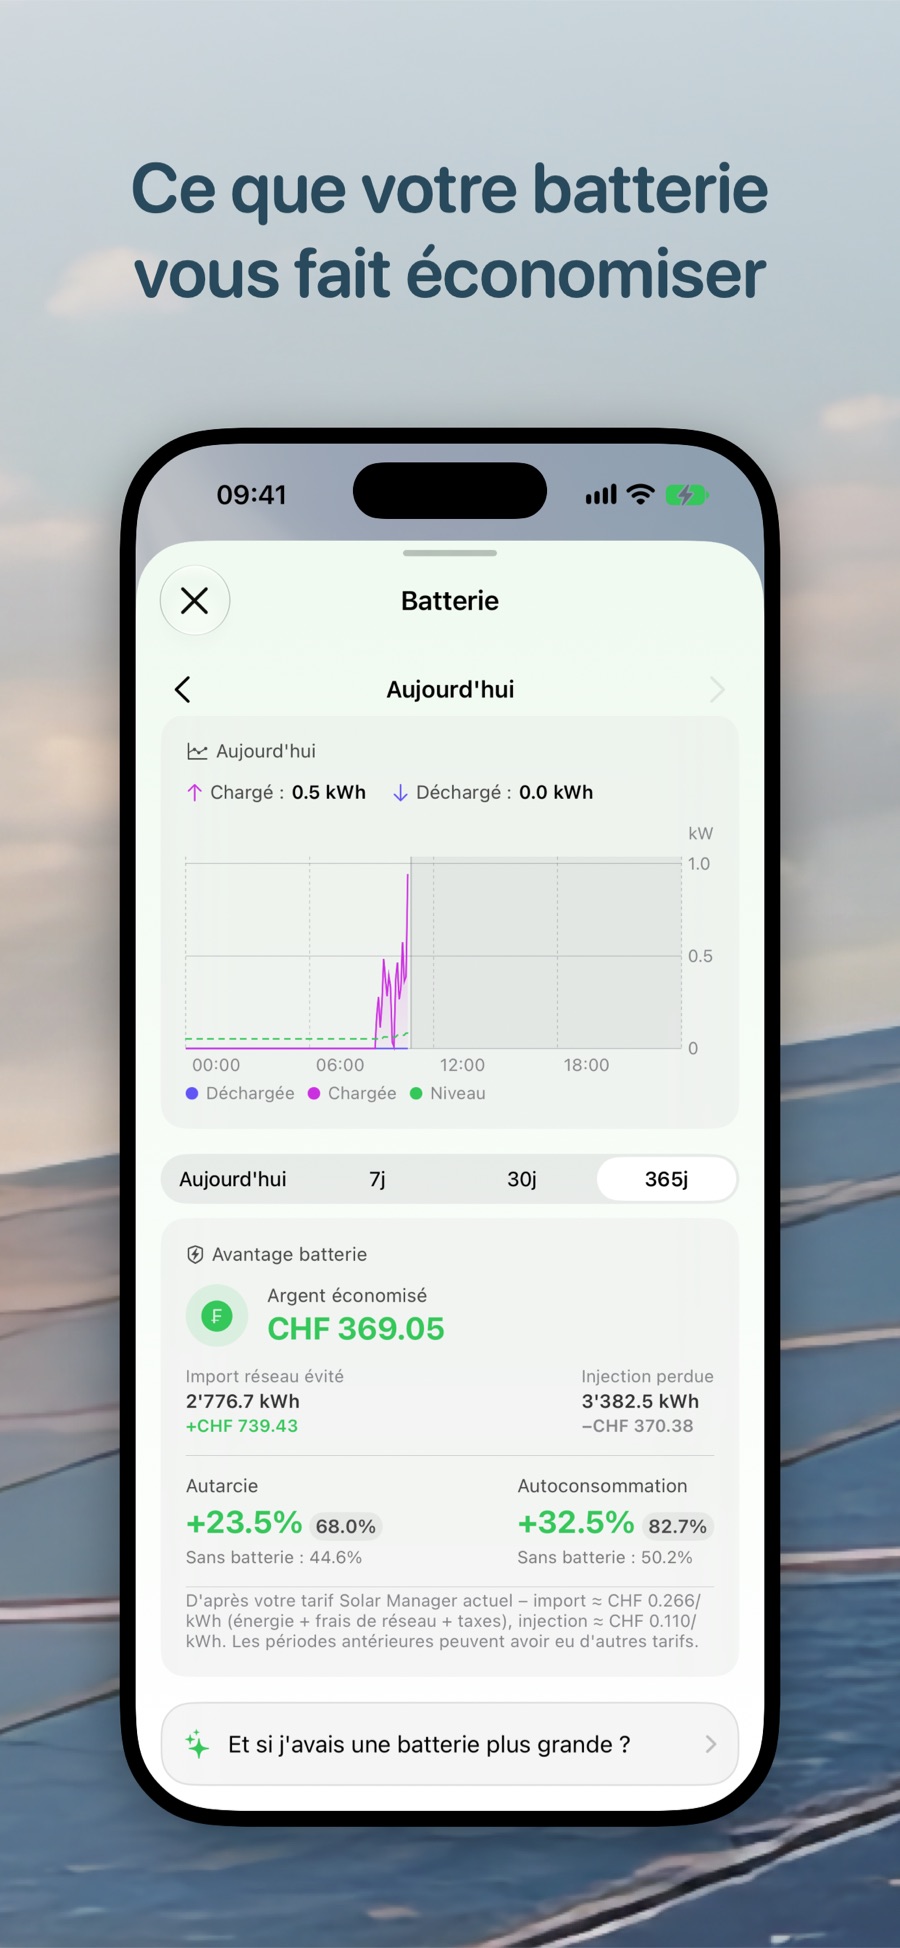 Ce que votre batterie
vous fait économiser
09:41
Batterie
Aujourd'hui
Aujourd'hui
Chargé : 0.5 kWh Déchargé : 0.0 kWh
kW
1.0
0.5
0
00:00 06:00 12:00 18:00
Déchargée Chargée Niveau
Aujourd'hui 7j 30j 365j
Avantage batterie
Argent économisé
CHF 369.05
Import réseau évité Injection perdue
2'776.7 kWh 3'382.5 kWh
+CHF 739.43 −CHF 370.38
Autarcie Autoconsommation
+23.5% 68.0% +32.5% 82.7%
Sans batterie : 44.6% Sans batterie : 50.2%
D'après votre tarif Solar Manager actuel – import ≈ CHF 0.266/
kWh (énergie + frais de réseau + taxes), injection ≈ CHF 0.110/
kWh. Les périodes antérieures peuvent avoir eu d'autres tarifs.
Et si j'avais une batterie plus grande ?